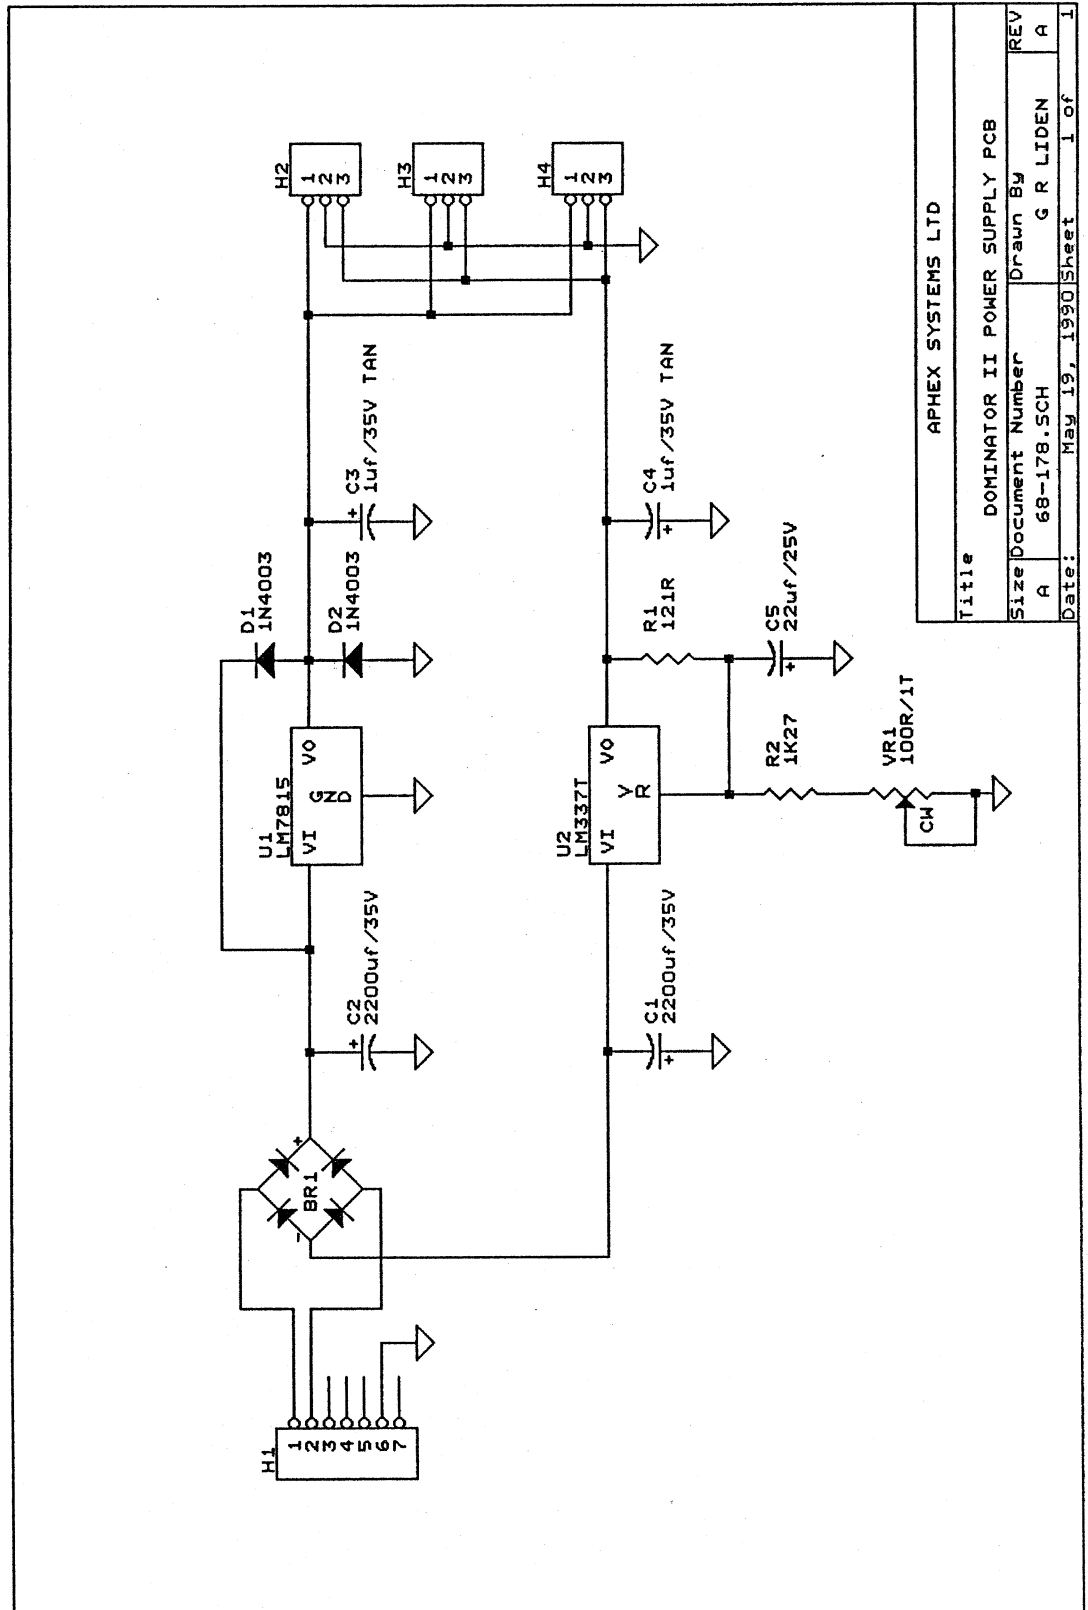 H1
1
2
3
4
5
6
7
BR1
-
+
C2
2200uf/35V
+
U1
LM7815
VI
GND
VO
D1
1N4003
D2
1N4003
C3
1uf/35V TAN
+
H2
1
2
3
H3
1
2
3
H4
1
2
3
C1
2200uf/35V
+
U2
LM337T
VI
VR
VO
R1
121R
C4
1uf/35V TAN
+
C5
22uf/25V
+
R2
1K27
VR1
100R/1T
CW
APHEX SYSTEMS LTD
Title
DOMINATOR II POWER SUPPLY PCB
Size Document Number Drawn By REV
A 68-178.SCH G R LIDEN A
Date: May 19, 1990 Sheet 1 of 1